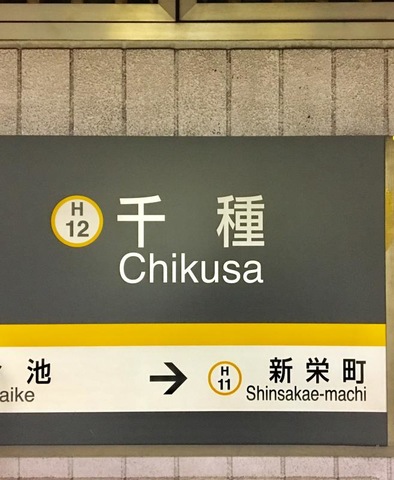 H
12
千種
Chikusa
池 → H 新栄町
aike 11 Shinsakae-machi